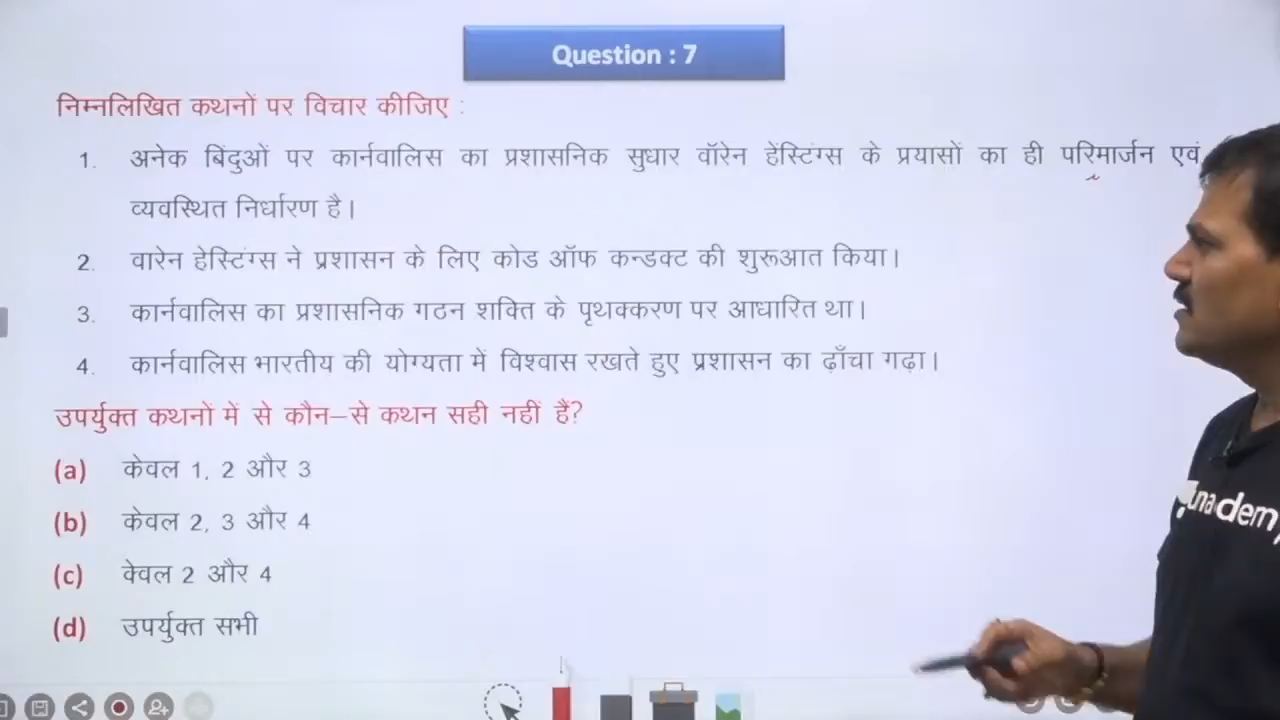 Question : 7
निम्नलिखित कथनों पर विचार कीजिए :
1. अनेक बिंदुओं पर कार्नवालिस का प्रशासनिक सुधार वॉरेन हेंस्टिंग्स के प्रयासों का ही परिमार्जन एवं
व्यवस्थित निर्धारण है।
2. वारेन हेस्टिंग्स ने प्रशासन के लिए कोड ऑफ कन्डक्ट की शुरूआत किया।
3. कार्नवालिस का प्रशासनिक गठन शक्ति के पृथक्करण पर आधारित था।
4. कार्नवालिस भारतीय की योग्यता में विश्वास रखते हुए प्रशासन का ढ़ाँचा गढ़ा।
उपर्युक्त कथनों में से कौन–से कथन सही नहीं हैं?
(a) केवल 1, 2 और 3
(b) केवल 2, 3 और 4
(c) केवल 2 और 4
(d) उपर्युक्त सभी
unadem